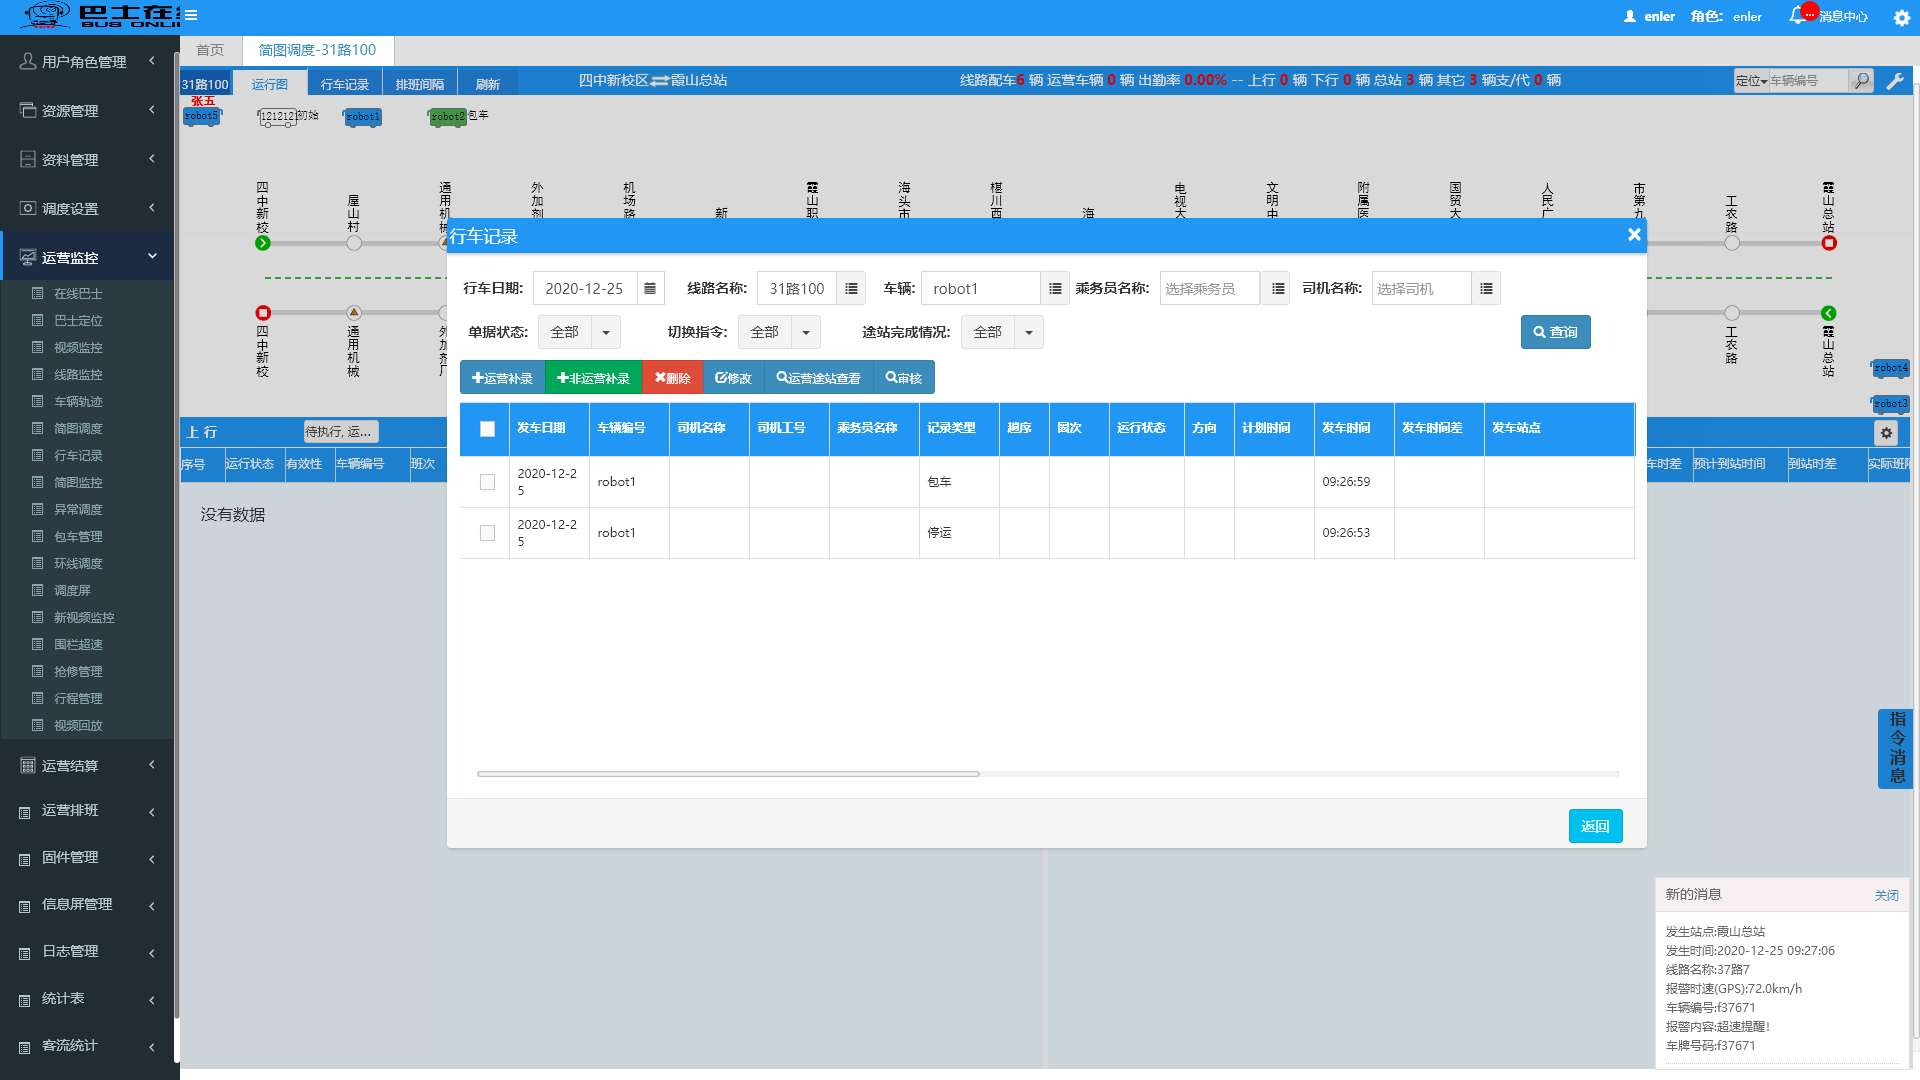 巴士在线
BUS ONLI
enler 角色: enler 消息中心
首页 简图调度-31路100
31路100 运行图 行车记录 排班间隔 刷新 四中新校区⇌霞山总站 线路配车6 辆 运营车辆 0 辆 出勤率 0.00% -- 上行 0 辆 下行 0 辆 总站 3 辆 其它 3 辆支/代 0 辆 定位 车辆编号
张五
robot5 1212121 初始 robot1 robot2 包车
四中新校 屋山村 通用机械 外加剂 机场路 新 霞山职 海头市 椹川西 海 电视大 文明中 附属医 国贸大 人民广 市第九 工农路 霞山总站
四中新校 通用机械 外加剂厂 工农路 霞山总站
robot4
robot3
用户角色管理
资源管理
资料管理
调度设置
运营监控
在线巴士
巴士定位
视频监控
线路监控
车辆轨迹
简图调度
行车记录
简图监控
异常调度
包车管理
环线调度
调度屏
新视频监控
围栏超速
抢修管理
行程管理
视频回放
运营结算
运营排班
固件管理
信息屏管理
日志管理
统计表
客流统计
上行 待执行, 运...
序号 运行状态 有效性 车辆编号 班次 车时差 预计到站时间 到站时差 实际班
没有数据
行车记录
行车日期: 2020-12-25 线路名称: 31路100 车辆: robot1 乘务员名称: 选择乘务员 司机名称: 选择司机
单据状态: 全部 切换指令: 全部 途站完成情况: 全部 查询
运营补录 非运营补录 删除 修改 运营途站查看 审核
发车日期 车辆编号 司机名称 司机工号 乘务员名称 记录类型 趟序 圈次 运行状态 方向 计划时间 发车时间 发车时间差 发车站点
2020-12-25 robot1 包车 09:26:59
2020-12-25 robot1 停运 09:26:53
返回
指令消息
新的消息 关闭
发生站点:霞山总站
发生时间:2020-12-25 09:27:06
线路名称:37路7
报警时速(GPS):72.0km/h
车辆编号:f37671
报警内容:超速提醒!
车牌号码:f37671